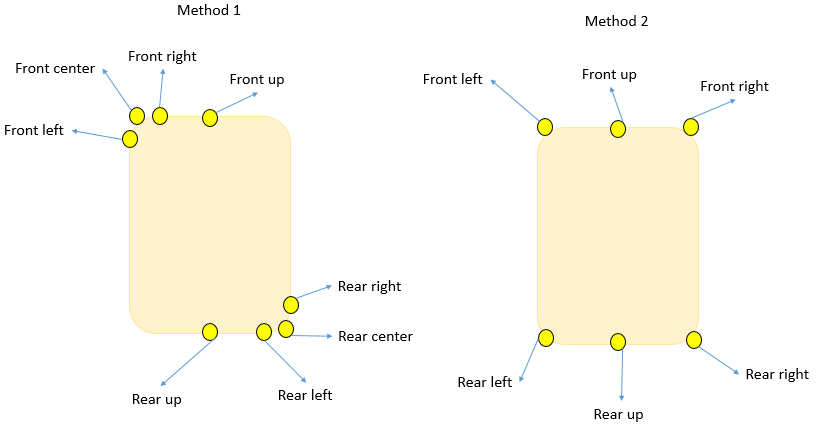 Method 1
Front right
Front center
Front up
Front left
Rear right
Rear center
Rear left
Rear up
Method 2
Front up
Front left
Front right
Rear right
Rear left
Rear up